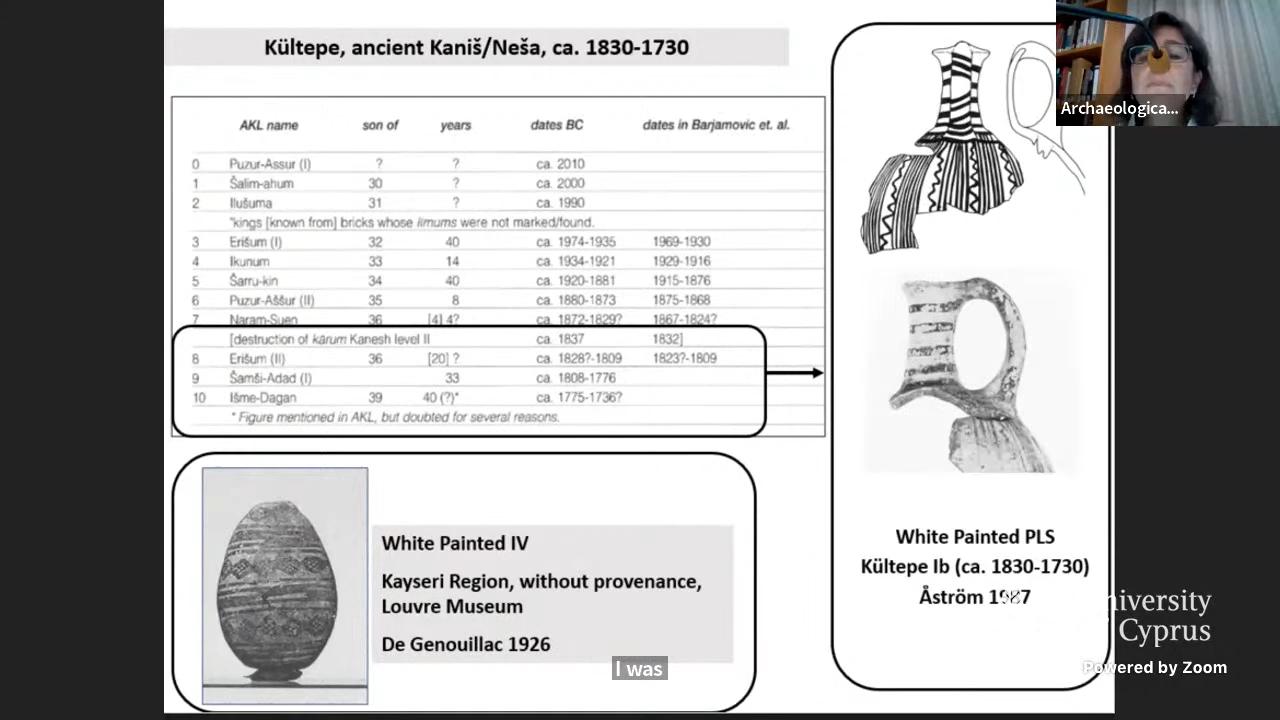 Kültepe, ancient Kaniš/Neša, ca. 1830-1730
AKL name son of years dates BC dates in Barjamovic et. al.
0 Puzur-Assur (I) ? ? ca. 2010
1 Šalim-ahum 30 ? ca. 2000
2 Ilušuma 31 ? ca. 1990
*kings [known from] bricks whose limums were not marked/found.
3 Erišum (I) 32 40 ca. 1974-1935 1969-1930
4 Ikunum 33 14 ca. 1934-1921 1929-1916
5 Šarru-kin 34 40 ca. 1920-1881 1915-1876
6 Puzur-Aššur (II) 35 8 ca. 1880-1873 1875-1868
7 Naram-Suen 36 [4] 4? ca. 1872-1829? 1867-1824?
[destruction of kārum Kanesh level II ca. 1837 1832]
8 Erišum (II) 36 [20] ? ca. 1828?-1809 1823?-1809
9 Šamši-Adad (I) 33 ca. 1808-1776
10 Išme-Dagan 39 40 (?)* ca. 1775-1736?
* Figure mentioned in AKL, but doubted for several reasons.
White Painted IV
Kayseri Region, without provenance,
Louvre Museum
De Genouillac 1926
White Painted PLS
Kültepe Ib (ca. 1830-1730)
Åström
Archaeologica...
Cyprus
Powered by Zoom
I was